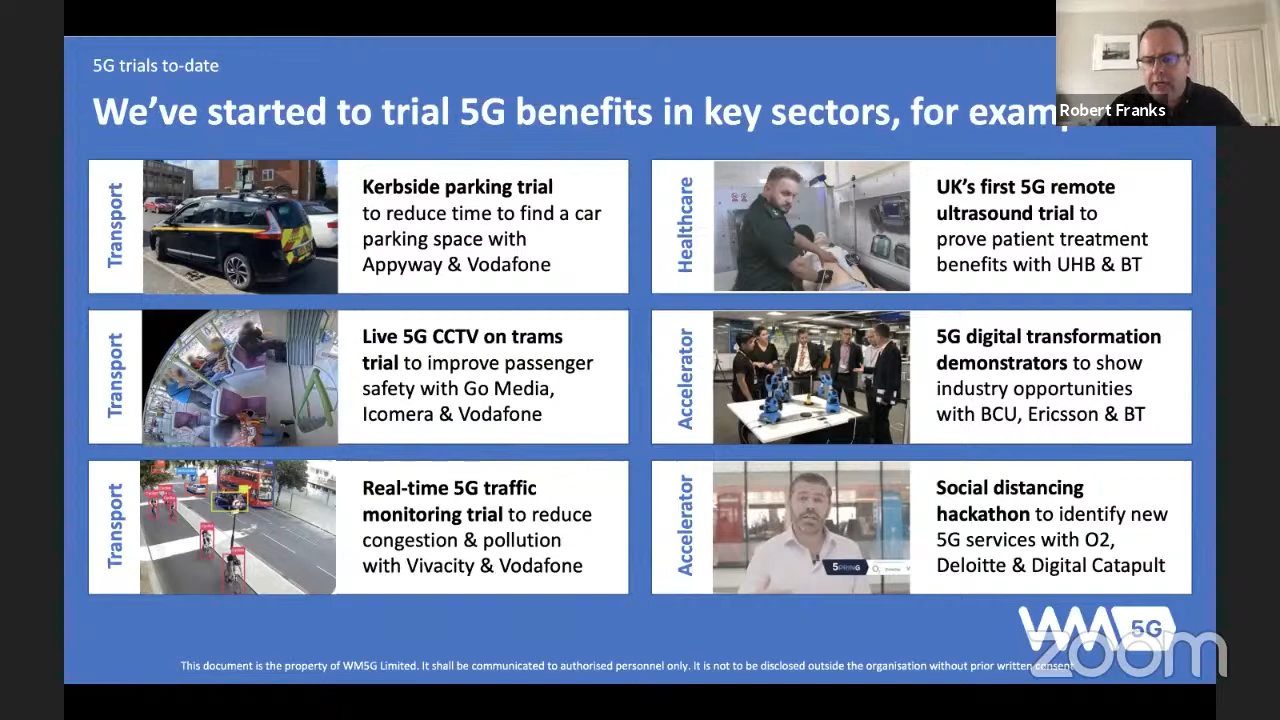 5G trials to-date
We've started to trial 5G benefits in key sectors, for exam
Robert Franks
Transport
Kerbside parking trial
to reduce time to find a car
parking space with
Appyway & Vodafone
Healthcare
UK's first 5G remote
ultrasound trial to
prove patient treatment
benefits with UHB & BT
Transport
Live 5G CCTV on trams
trial to improve passenger
safety with Go Media,
Icomera & Vodafone
Accelerator
5G digital transformation
demonstrators to show
industry opportunities
with BCU, Ericsson & BT
Transport
Real-time 5G traffic
monitoring trial to reduce
congestion & pollution
with Vivacity & Vodafone
Accelerator
5PRING
Social distancing
hackathon to identify new
5G services with O2,
Deloitte & Digital Catapult
WM5G
zoom
This document is the property of WM5G Limited. It shall be communicated to authorised personnel only. It is not to be disclosed outside the organisation without prior written consent